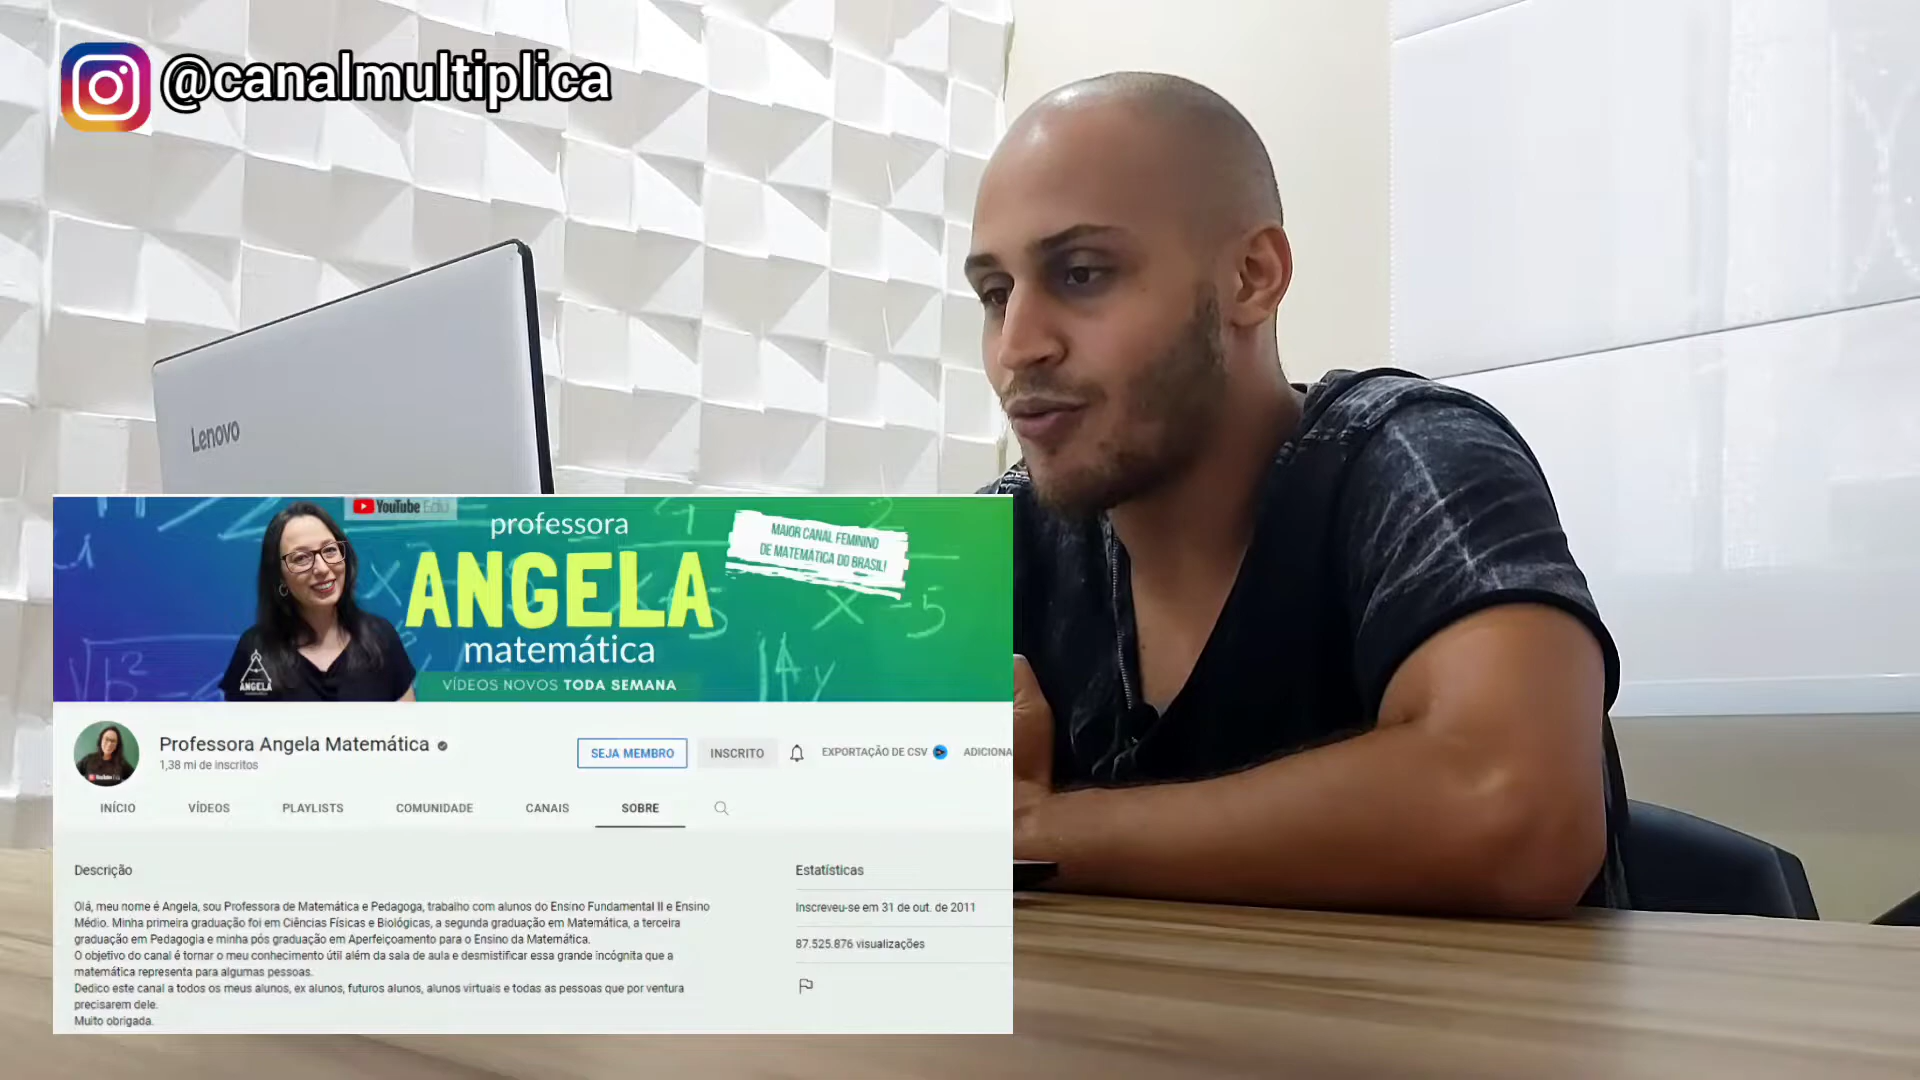 @canalmultiplica
Lenovo
YouTube Edu
professora
ANGELA
matemática
VÍDEOS NOVOS TODA SEMANA
MAIOR CANAL FEMININO
DE MATEMÁTICA DO BRASIL!
ANGELA
Professora Angela Matemática
1,38 mi de inscritos
SEJA MEMBRO
INSCRITO
EXPORTAÇÃO DE CSV
ADICIONA
INÍCIO VÍDEOS PLAYLISTS COMUNIDADE CANAIS SOBRE
Descrição
Olá, meu nome é Angela, sou Professora de Matemática e Pedagoga, trabalho com alunos do Ensino Fundamental II e Ensino
Médio. Minha primeira graduação foi em Ciências Físicas e Biológicas, a segunda graduação em Matemática, a terceira
graduação em Pedagogia e minha pós graduação em Aperfeiçoamento para o Ensino da Matemática.
O objetivo do canal é tornar o meu conhecimento útil além da sala de aula e desmistificar essa grande incógnita que a
matemática representa para algumas pessoas.
Dedico este canal a todos os meus alunos, ex alunos, futuros alunos, alunos virtuais e todas as pessoas que por ventura
precisarem dele.
Muito obrigada.
Estatísticas
Inscreveu-se em 31 de out. de 2011
87.525.876 visualizações